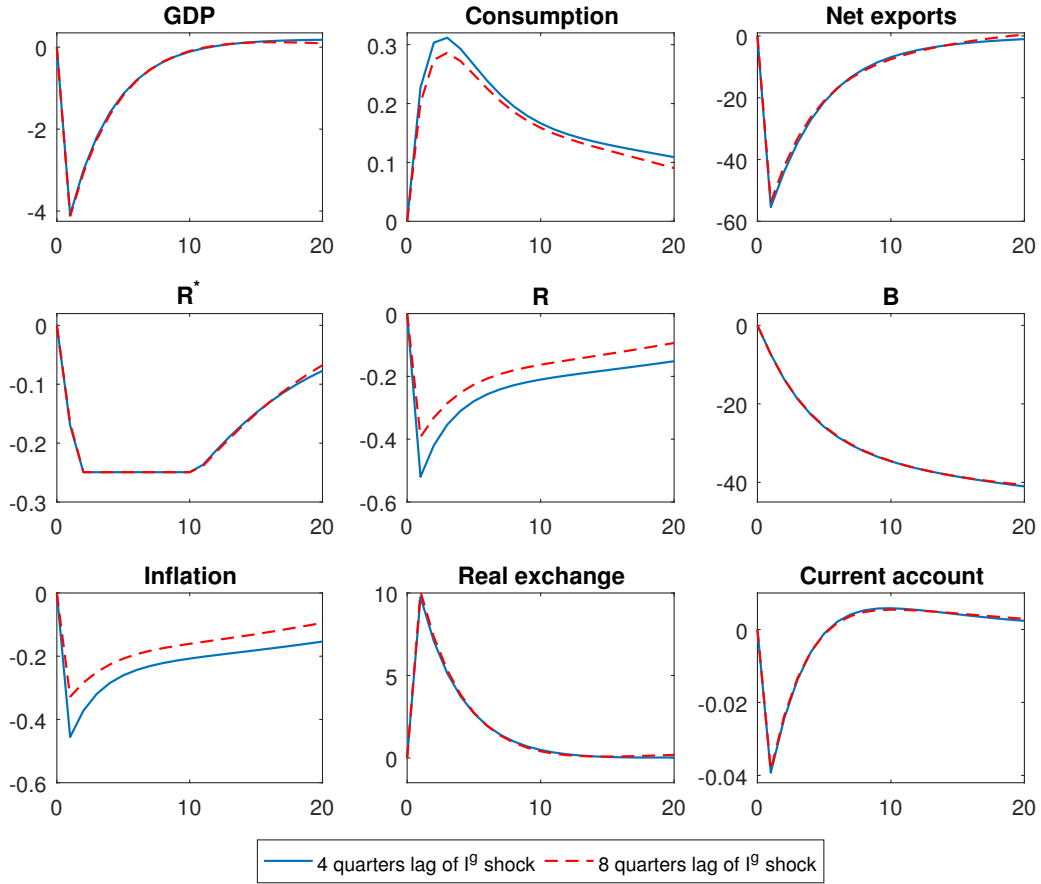 GDP
Consumption
Net exports
0
-2
-4
0 10 20
0.3
0.2
0.1
0
0 10 20
0
-20
-40
-60
0 10 20
R*
R
B
0
-0.1
-0.2
-0.3
0 10 20
0
-0.2
-0.4
-0.6
0 10 20
0
-20
-40
0 10 20
Inflation
Real exchange
Current account
0
-0.2
-0.4
-0.6
0 10 20
10
5
0
0 10 20
0
-0.02
-0.04
0 10 20
4 quarters lag of Iᵍ shock
8 quarters lag of Iᵍ shock